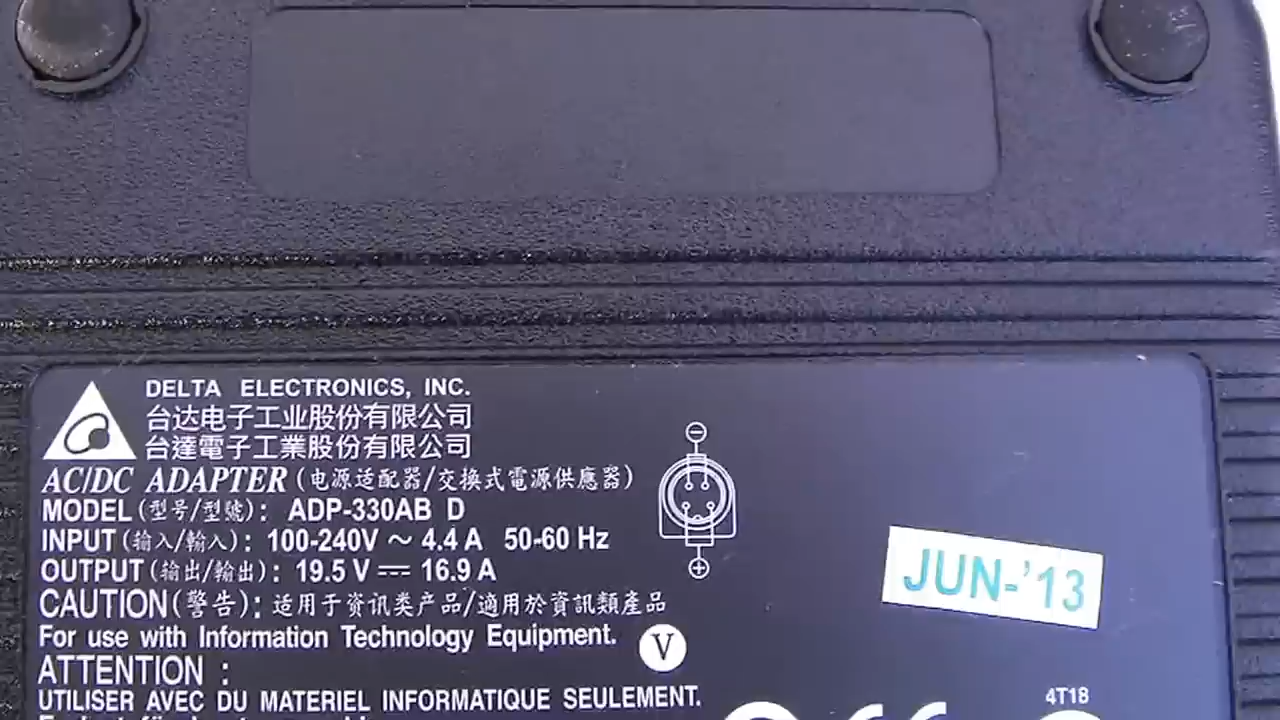 DELTA ELECTRONICS, INC.
台达电子工业股份有限公司
台達電子工業股份有限公司
AC/DC ADAPTER (电源适配器/交換式電源供應器)
MODEL (型号/型號) : ADP-330AB D
INPUT (输入/輸入) : 100-240V ~ 4.4 A 50-60 Hz
OUTPUT (输出/輸出) : 19.5 V ⎓ 16.9 A
CAUTION (警告) : 适用于资讯类产品/適用於資訊類產品
For use with Information Technology Equipment.
V
JUN-'13
ATTENTION :
UTILISER AVEC DU MATERIEL INFORMATIQUE SEULEMENT.
4T18